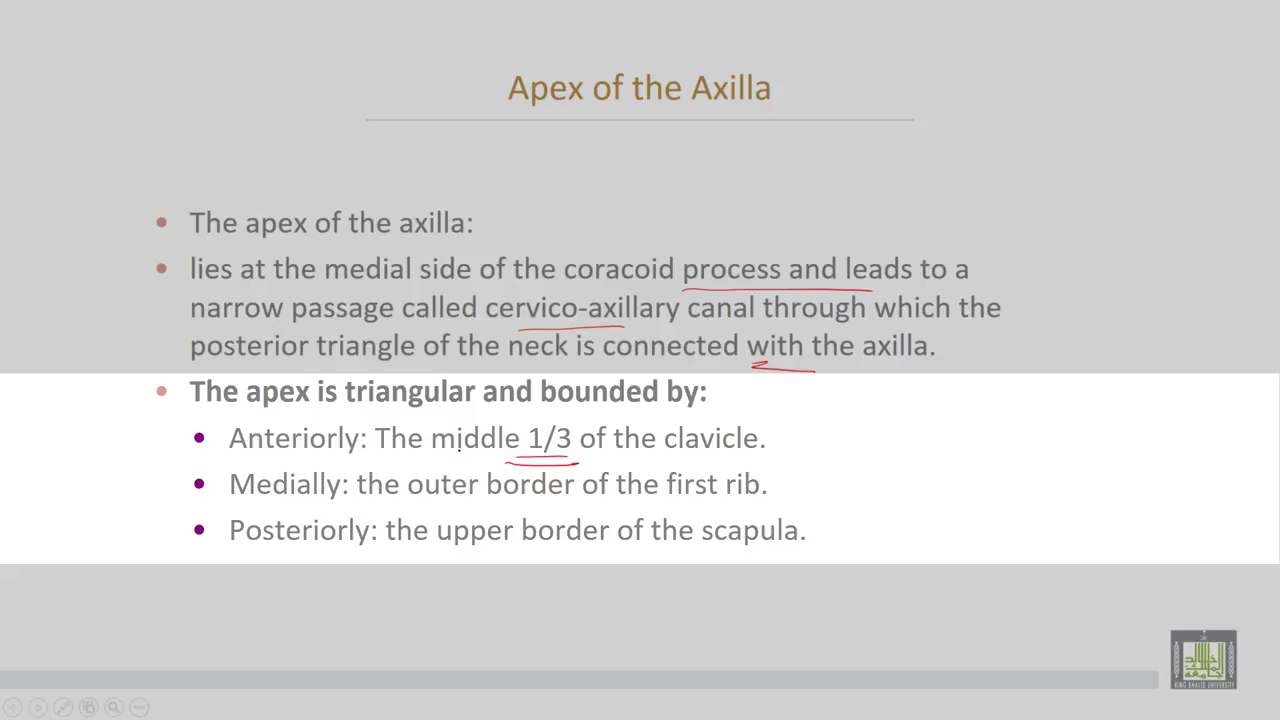 Apex of the Axilla
• The apex of the axilla:
• lies at the medial side of the coracoid process and leads to a
narrow passage called cervico-axillary canal through which the
posterior triangle of the neck is connected with the axilla.
• The apex is triangular and bounded by:
• Anteriorly: The middle 1/3 of the clavicle.
• Medially: the outer border of the first rib.
• Posteriorly: the upper border of the scapula.
KING KHALID UNIVERSITY